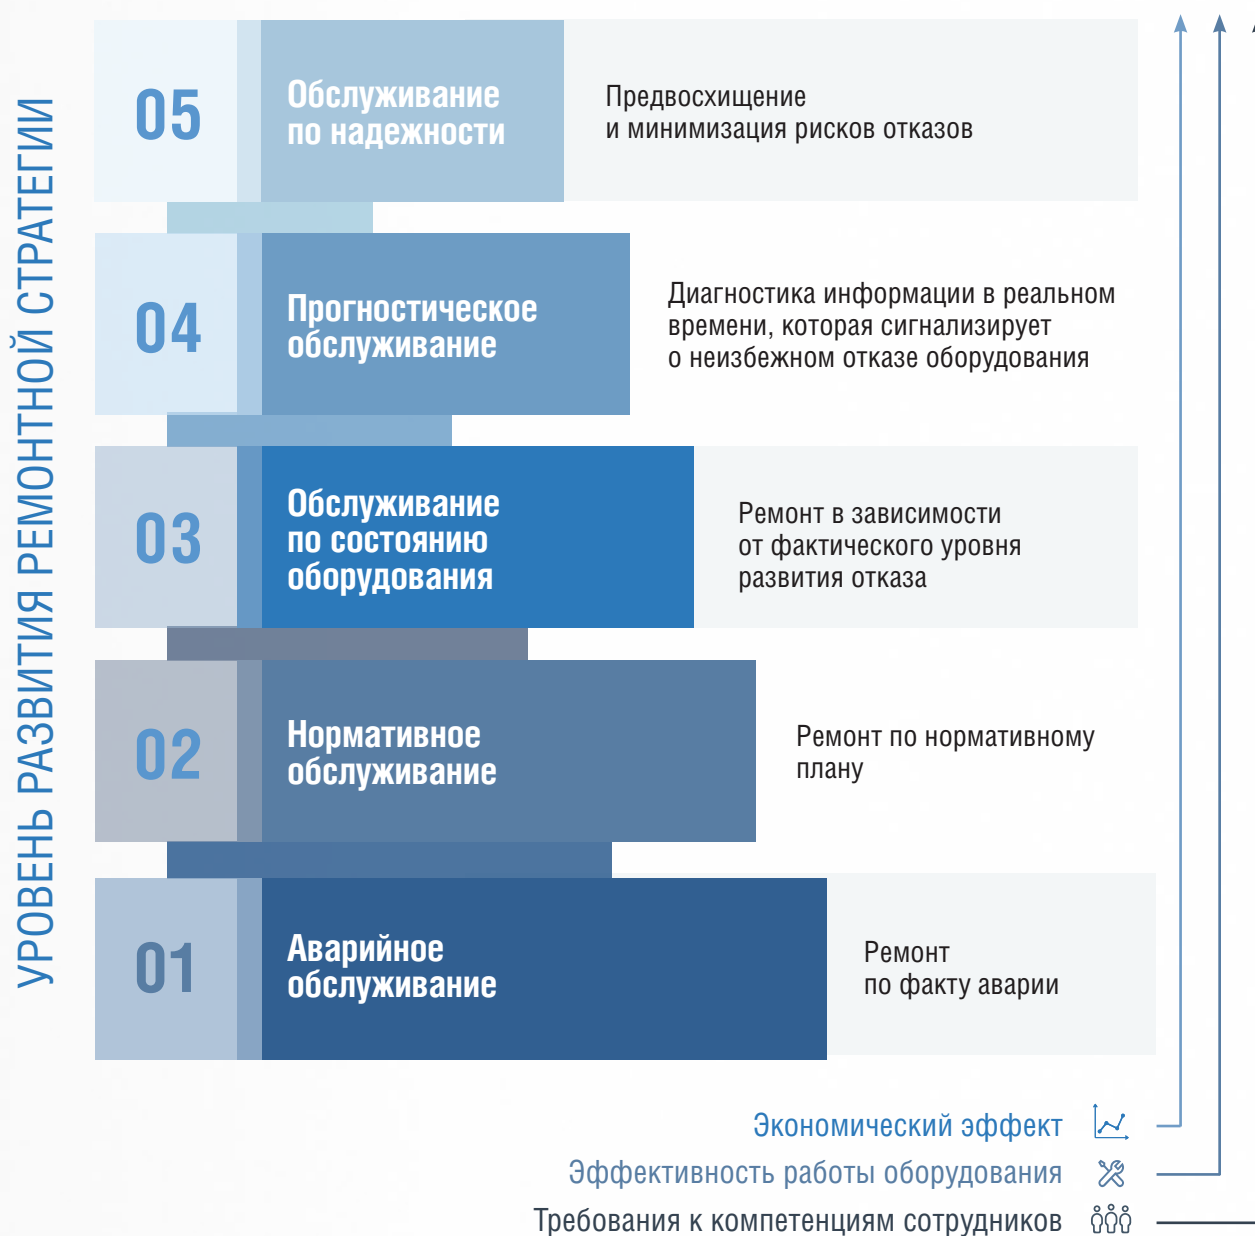 УРОВЕНЬ РАЗВИТИЯ РЕМОНТНОЙ СТРАТЕГИИ
05
Обслуживание
по надежности
Предвосхищение
и минимизация рисков отказов
04
Прогностическое
обслуживание
Диагностика информации в реальном
времени, которая сигнализирует
о неизбежном отказе оборудования
03
Обслуживание
по состоянию
оборудования
Ремонт в зависимости
от фактического уровня
развития отказа
02
Нормативное
обслуживание
Ремонт по нормативному
плану
01
Аварийное
обслуживание
Ремонт
по факту аварии
Экономический эффект
Эффективность работы оборудования
Требования к компетенциям сотрудников